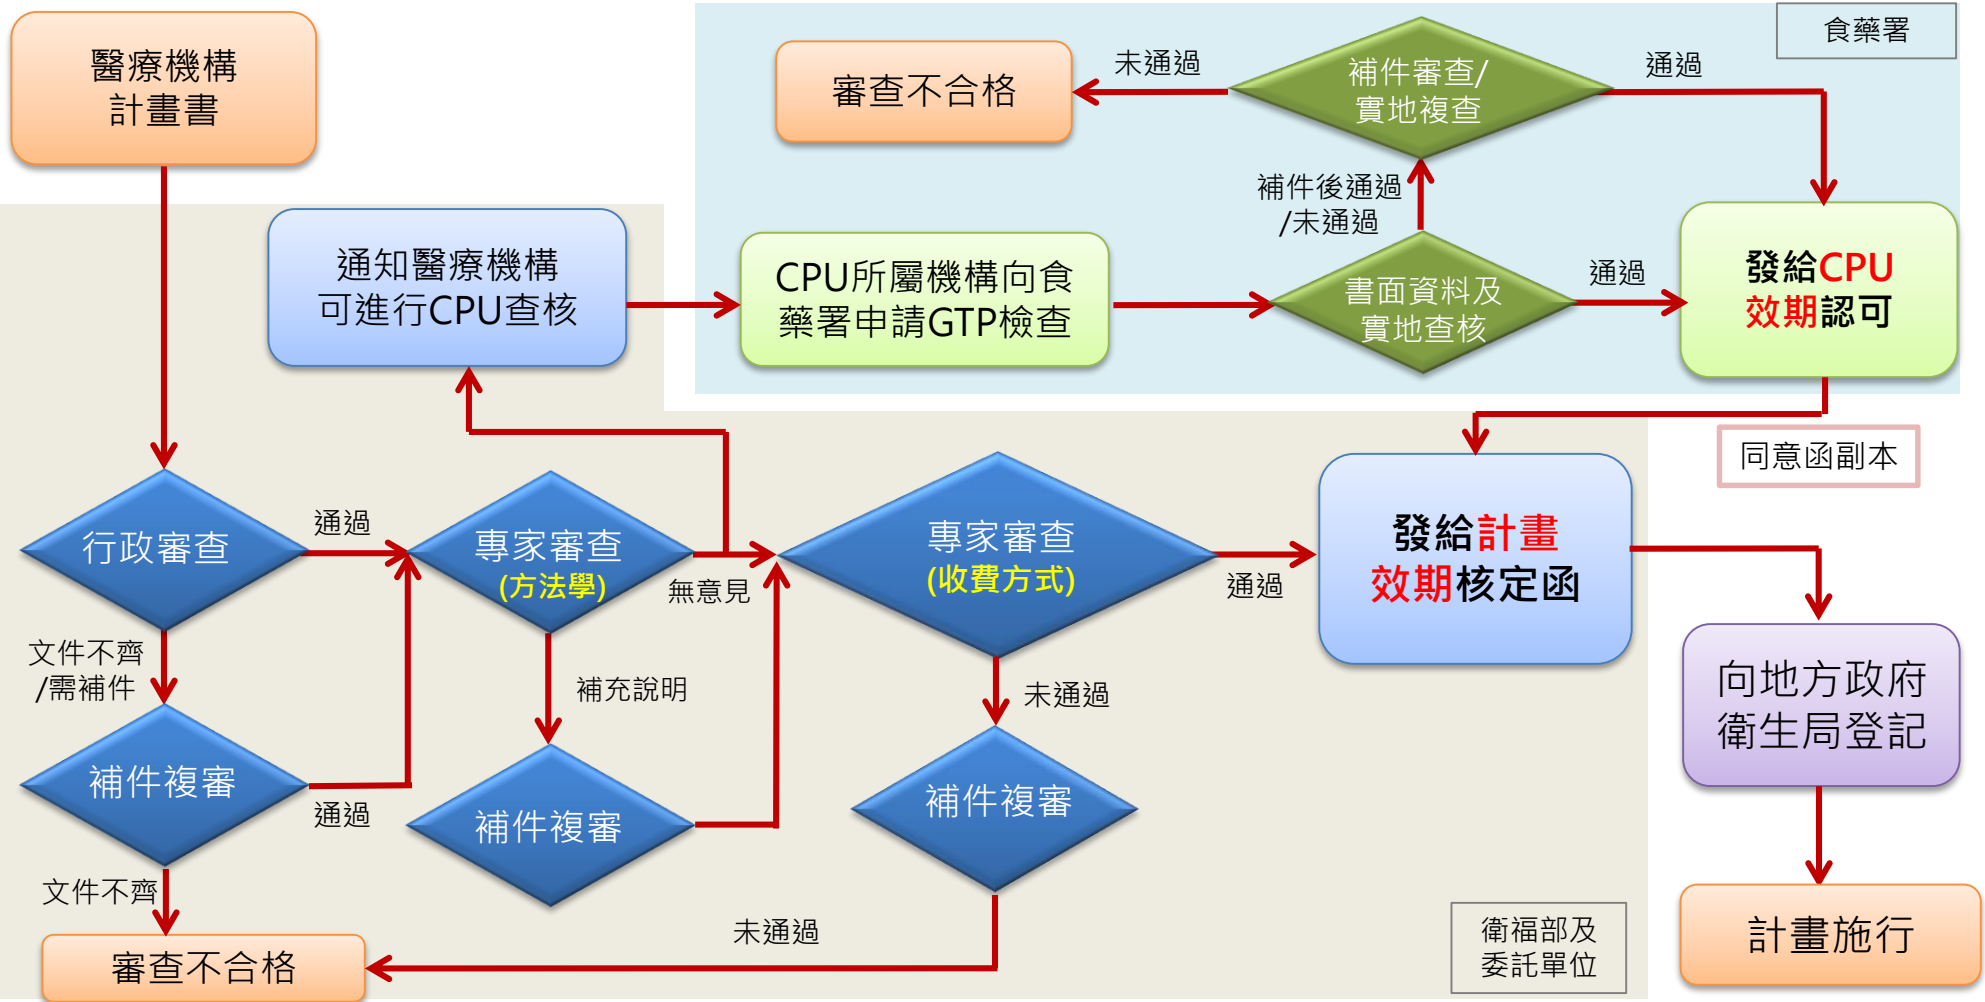 醫療機構
計畫書
審查不合格
未通過
補件審查/
實地複查
通過
食藥署
補件後通過
/未通過
通知醫療機構
可進行CPU查核
CPU所屬機構向食
藥署申請GTP檢查
書面資料及
實地查核
通過
發給CPU
效期認可
同意函副本
行政審查
通過
專家審查
(方法學)
無意見
專家審查
(收費方式)
通過
發給計畫
效期核定函
文件不齊
/需補件
補充說明
未通過
向地方政府
衛生局登記
補件複審
通過
補件複審
補件複審
文件不齊
未通過
審查不合格
衛福部及
委託單位
計畫施行